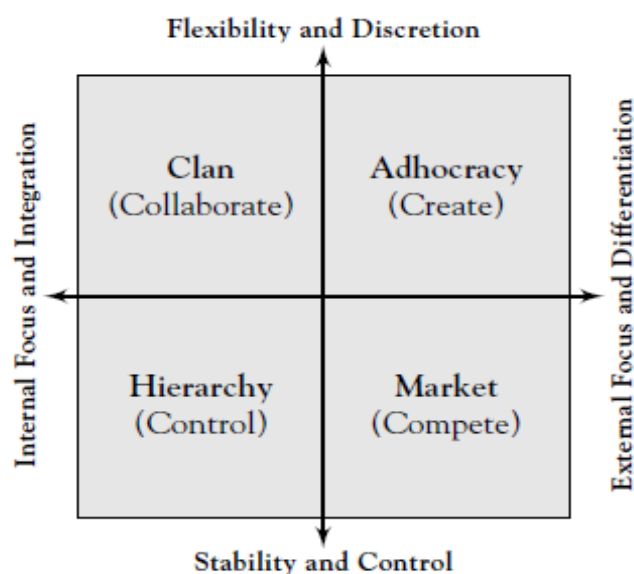 Flexibility and Discretion
Internal Focus and Integration
Clan
(Collaborate)
Adhocracy
(Create)
External Focus and Differentiation
Hierarchy
(Control)
Market
(Compete)
Stability and Control